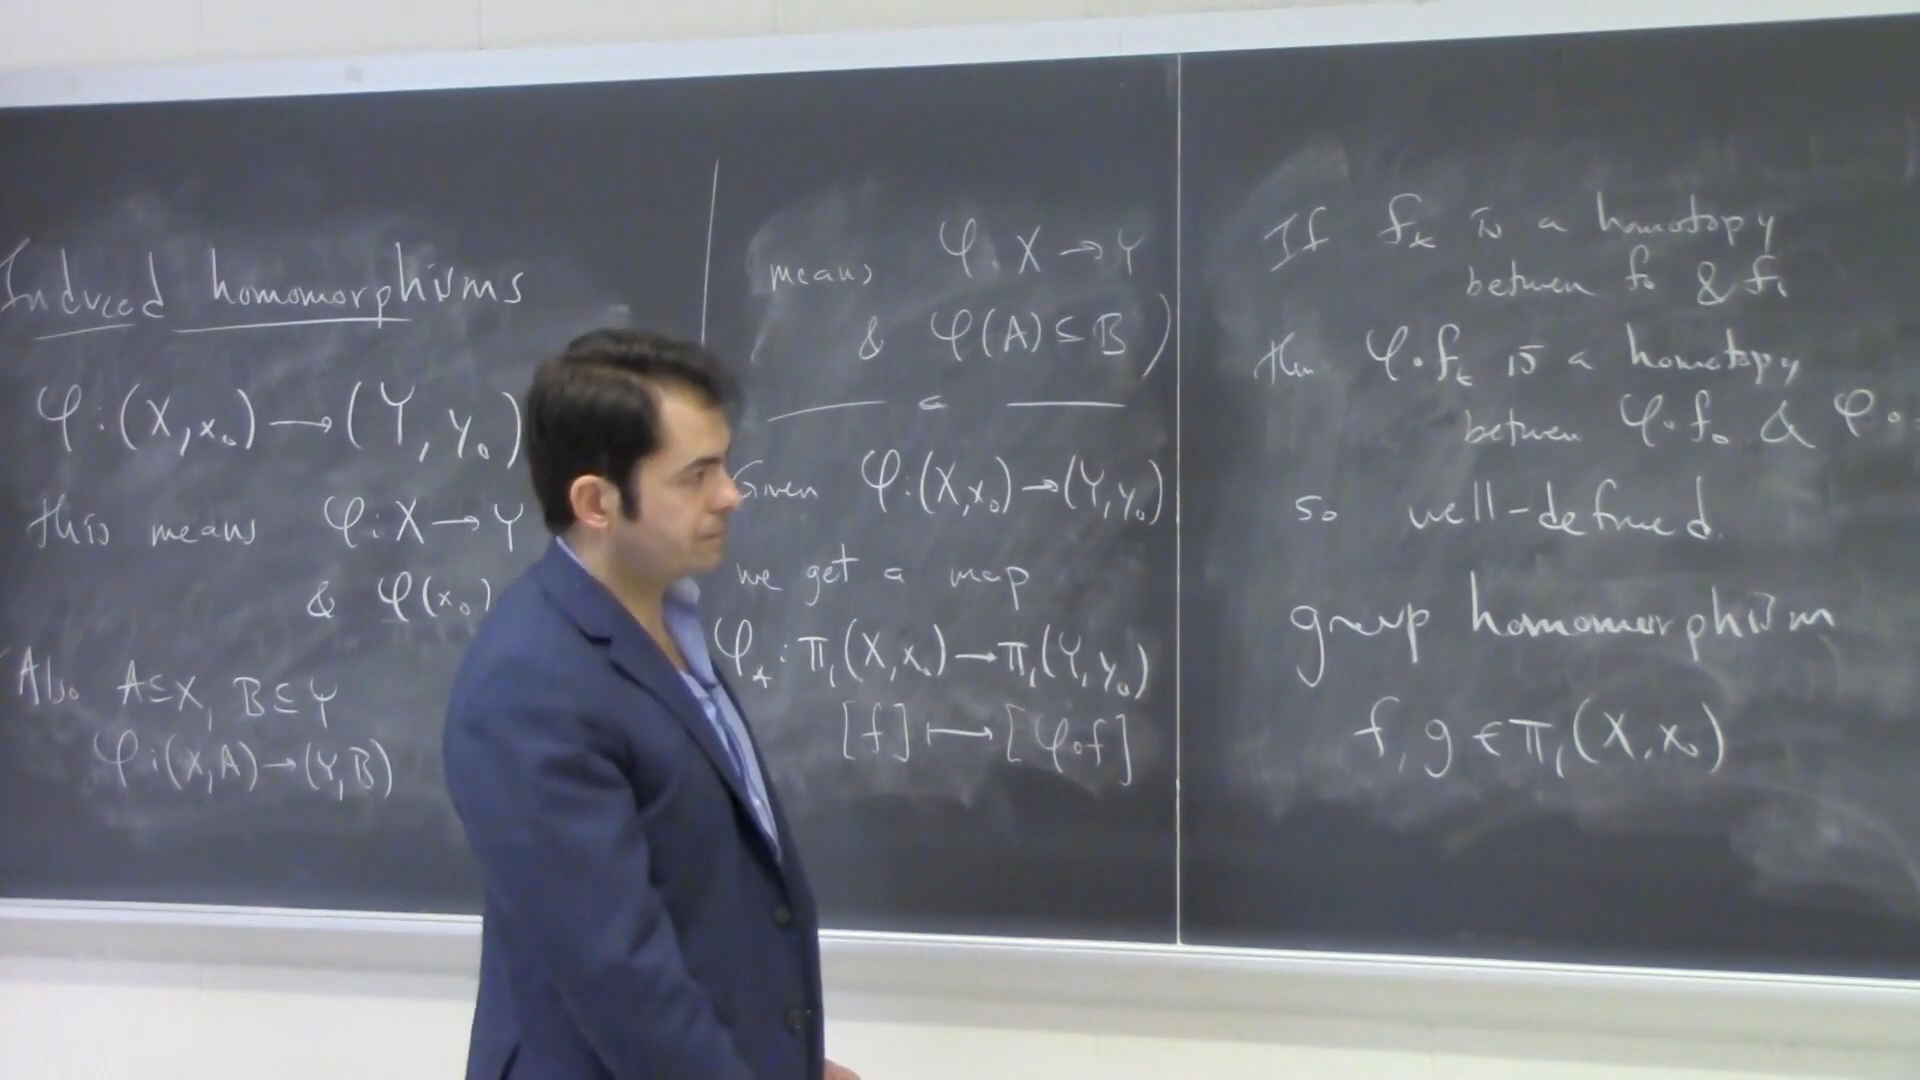 Induced homomorphisms
φ:(X,x₀)→(Y,y₀)
this means φ:X→Y
& φ(x₀)
Also A⊆X, B⊆Y
φ:(X,A)→(Y,B)
means φ:X→Y
& φ(A)⊆B)
Given φ:(X,x₀)→(Y,y₀)
we get a map
φ⁎:π₁(X,x₀)→π₁(Y,y₀)
[f]↦[φ∘f]
If fₜ is a homotopy
between f₀ & f₁
then φ∘fₜ is a homotopy
between φ∘f₀ & φ∘
so well-defined.
group homomorphism
f,g∈π₁(X,x₀)